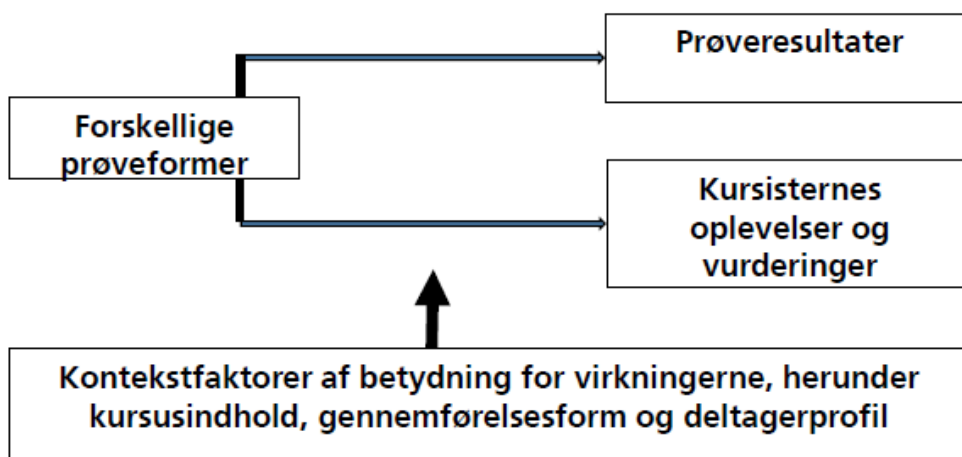 Prøveresultater
Forskellige
prøveformer
Kursisternes
oplevelser og
vurderinger
Kontekstfaktorer af betydning for virkningerne, herunder
kursusindhold, gennemførelsesform og deltagerprofil